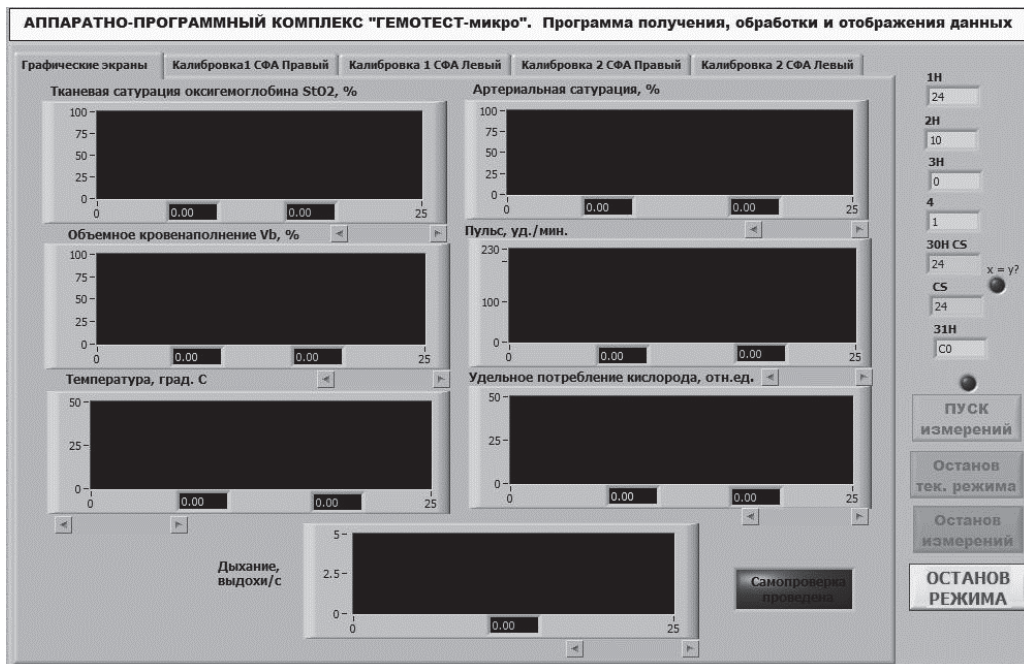 АППАРАТНО-ПРОГРАММНЫЙ КОМПЛЕКС "ГЕМОТЕСТ-микро". Программа получения, обработки и отображения данных
Графические экраны
Калибровка1 СФА Правый
Калибровка 1 СФА Левый
Калибровка 2 СФА Правый
Калибровка 2 СФА Левый
Тканевая сатурация оксигемоглобина StO2, %
100
75
50
25
0
0
0.00
0.00
25
Артериальная сатурация, %
100
75
50
25
0
0
0.00
0.00
25
Объемное кровенаполнение Vb, %
100
75
50
25
0
0
0.00
0.00
25
Пульс, уд./мин.
230
100
0
0
0.00
0.00
25
Температура, град. С
50
25
0
0
0.00
0.00
25
Удельное потребление кислорода, отн.ед.
50
25
0
0
0.00
0.00
25
Дыхание,
выдохи/с
5
2.5
0
0
0.00
25
Самопроверка
проведена
1H
24
2H
10
3H
0
4
1
30H CS
24
x = y?
CS
24
31H
C0
ПУСК
измерений
Останов
тек. режима
Останов
измерений
ОСТАНОВ
РЕЖИМА